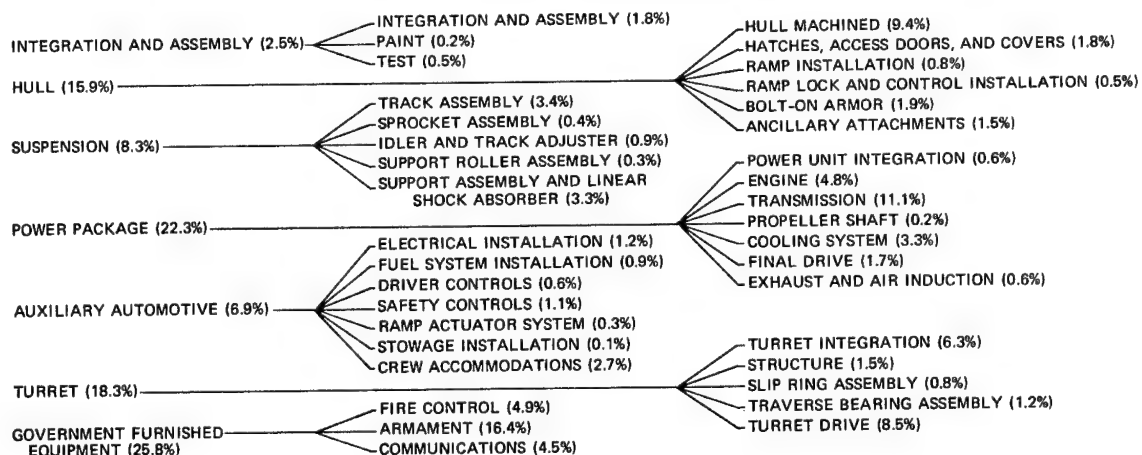 INTEGRATION AND ASSEMBLY (2.5%)
INTEGRATION AND ASSEMBLY (1.8%)
PAINT (0.2%)
TEST (0.5%)
HULL (15.9%)
HULL MACHINED (9.4%)
HATCHES, ACCESS DOORS, AND COVERS (1.8%)
RAMP INSTALLATION (0.8%)
RAMP LOCK AND CONTROL INSTALLATION (0.5%)
BOLT-ON ARMOR (1.9%)
ANCILLARY ATTACHMENTS (1.5%)
SUSPENSION (8.3%)
TRACK ASSEMBLY (3.4%)
SPROCKET ASSEMBLY (0.4%)
IDLER AND TRACK ADJUSTER (0.9%)
SUPPORT ROLLER ASSEMBLY (0.3%)
SUPPORT ASSEMBLY AND LINEAR
SHOCK ABSORBER (3.3%)
POWER PACKAGE (22.3%)
POWER UNIT INTEGRATION (0.6%)
ENGINE (4.8%)
TRANSMISSION (11.1%)
PROPELLER SHAFT (0.2%)
COOLING SYSTEM (3.3%)
FINAL DRIVE (1.7%)
EXHAUST AND AIR INDUCTION (0.6%)
AUXILIARY AUTOMOTIVE (6.9%)
ELECTRICAL INSTALLATION (1.2%)
FUEL SYSTEM INSTALLATION (0.9%)
DRIVER CONTROLS (0.6%)
SAFETY CONTROLS (1.1%)
RAMP ACTUATOR SYSTEM (0.3%)
STOWAGE INSTALLATION (0.1%)
CREW ACCOMMODATIONS (2.7%)
TURRET (18.3%)
TURRET INTEGRATION (6.3%)
STRUCTURE (1.5%)
SLIP RING ASSEMBLY (0.8%)
TRAVERSE BEARING ASSEMBLY (1.2%)
TURRET DRIVE (8.5%)
GOVERNMENT FURNISHED
EQUIPMENT (25.8%)
FIRE CONTROL (4.9%)
ARMAMENT (16.4%)
COMMUNICATIONS (4.5%)